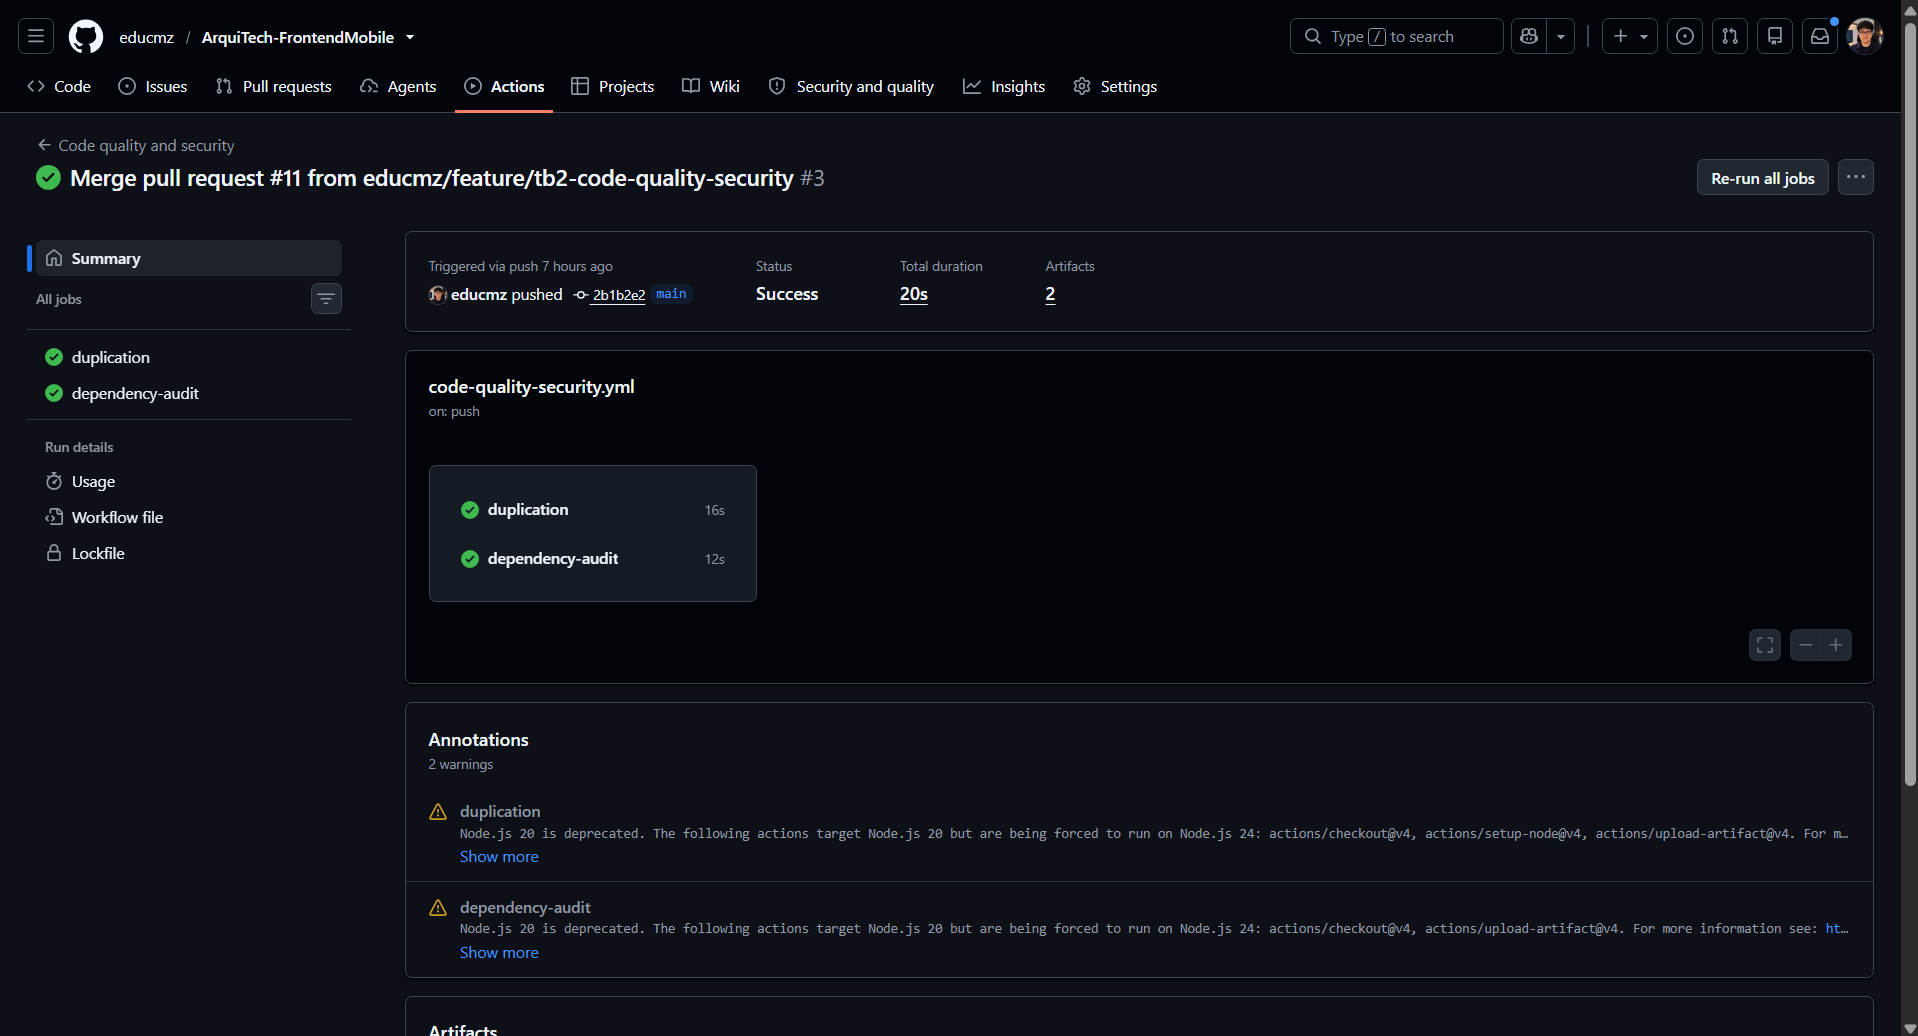 educmz / ArquiTech-FrontendMobile
Type / to search
Code
Issues
Pull requests
Agents
Actions
Projects
Wiki
Security and quality
Insights
Settings
Code quality and security
Merge pull request #11 from educmz/feature/tb2-code-quality-security #3
Re-run all jobs
Summary
All jobs
duplication
dependency-audit
Run details
Usage
Workflow file
Lockfile
Triggered via push 7 hours ago
educmz pushed 2b1b2e2 main
Status
Success
Total duration
20s
Artifacts
2
code-quality-security.yml
on: push
duplication 16s
dependency-audit 12s
Annotations
2 warnings
duplication
Node.js 20 is deprecated. The following actions target Node.js 20 but are being forced to run on Node.js 24: actions/checkout@v4, actions/setup-node@v4, actions/upload-artifact@v4. For m…
Show more
dependency-audit
Node.js 20 is deprecated. The following actions target Node.js 20 but are being forced to run on Node.js 24: actions/checkout@v4, actions/upload-artifact@v4. For more information see: ht…
Show more
Artifacts